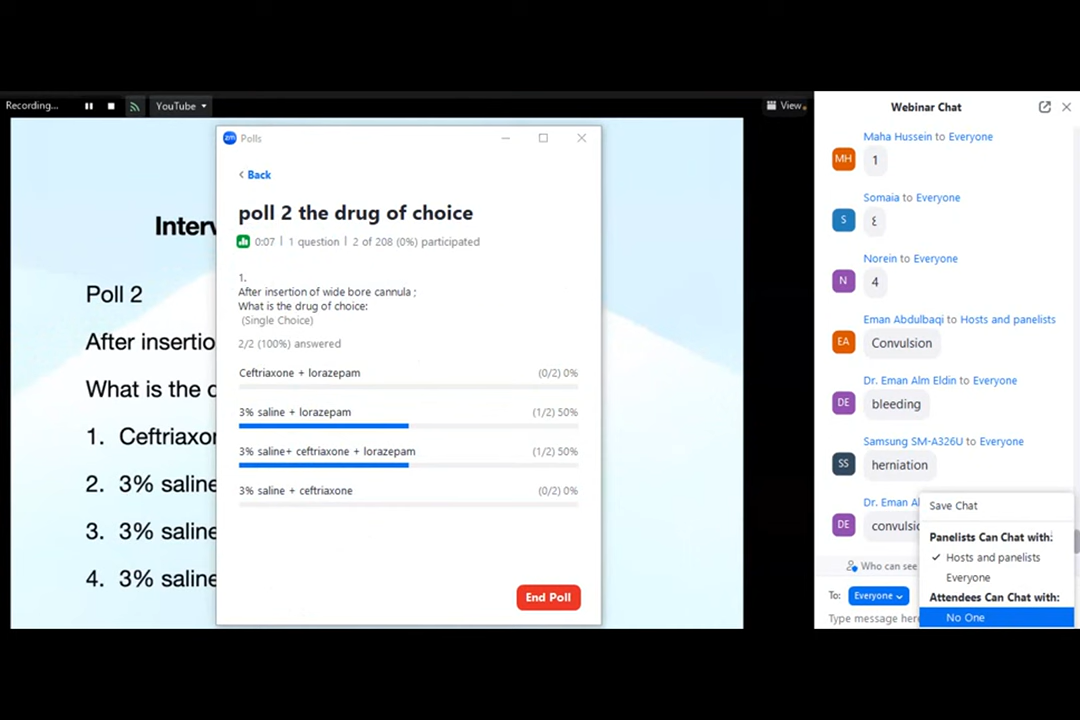 Recording...
YouTube
View
Interv
Poll 2
After insertio
What is the d
1. Ceftriaxon
2. 3% saline
3. 3% saline
4. 3% saline
zm Polls
Back
poll 2 the drug of choice
0:07 | 1 question | 2 of 208 (0%) participated
1.
After insertion of wide bore cannula ;
What is the drug of choice:
(Single Choice)
2/2 (100%) answered
Ceftriaxone + lorazepam (0/2) 0%
3% saline + lorazepam (1/2) 50%
3% saline+ ceftriaxone + lorazepam (1/2) 50%
3% saline + ceftriaxone (0/2) 0%
End Poll
Webinar Chat
Maha Hussein to Everyone
MH 1
Somaia to Everyone
S ٤
Norein to Everyone
N 4
Eman Abdulbaqi to Hosts and panelists
EA Convulsion
Dr. Eman Alm Eldin to Everyone
DE bleeding
Samsung SM-A326U to Everyone
SS herniation
Dr. Eman Al
DE convulsio
Who can see
To: Everyone
Type message here
Save Chat
Panelists Can Chat with:
Hosts and panelists
Everyone
Attendees Can Chat with:
No One